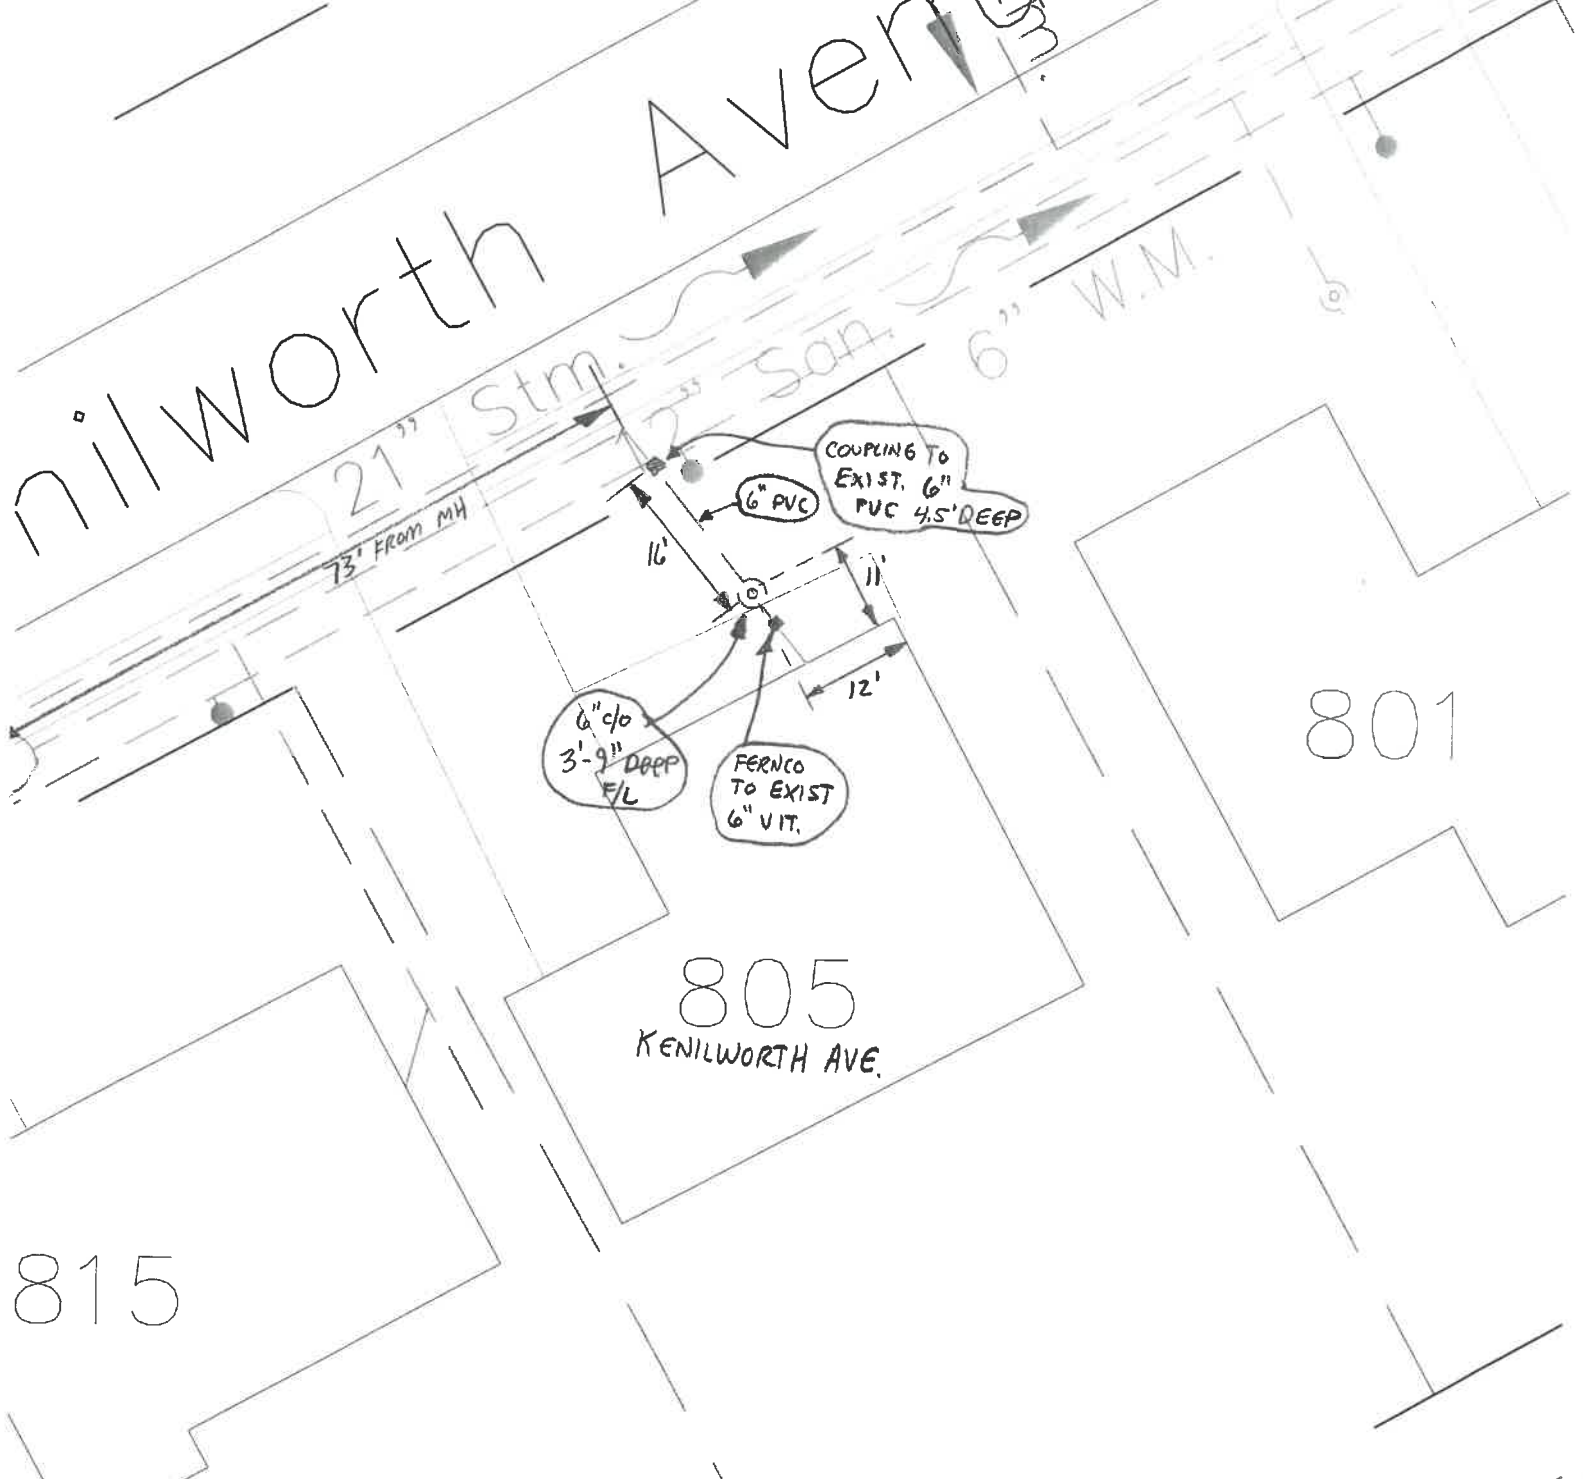 nilworth Aven
21" Stm.
12" San.
6" W.M.
73' FROM MH
COUPLING TO
EXIST. 6"
PVC 4.5' DEEP
6" PVC
16'
11'
12'
6" c/o
3'-9" DEEP
F/L
FERNCO
TO EXIST
6" VIT.
801
805
KENILWORTH AVE.
815